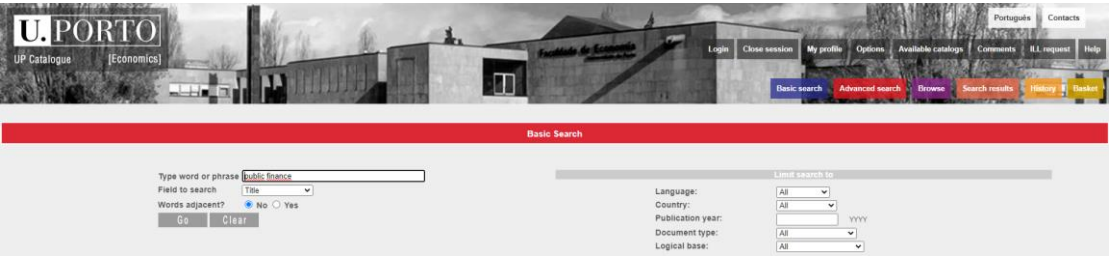 Português Contacts
U. PORTO
UP Catalogue [Economics]
Faculdade de Economia
Login Close session My profile Options Available catalogs Comments ILL request Help
Basic search Advanced search Browse Search results History Basket
Basic Search
Type word or phrase public finance
Field to search Title
Words adjacent? No Yes
Go Clear
Limit search to
Language: All
Country: All
Publication year: YYYY
Document type: All
Logical base: All